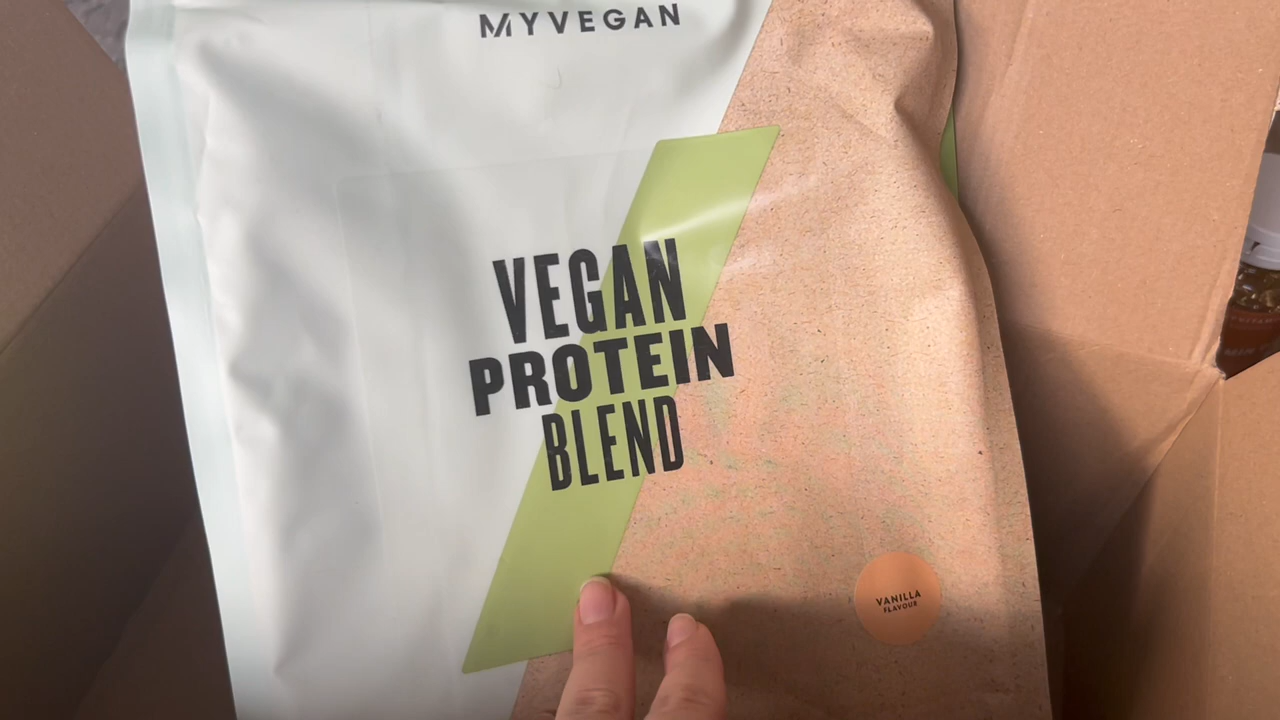 MYVEGAN
VEGAN
PROTEIN
BLEND
VANILLA
FLAVOUR